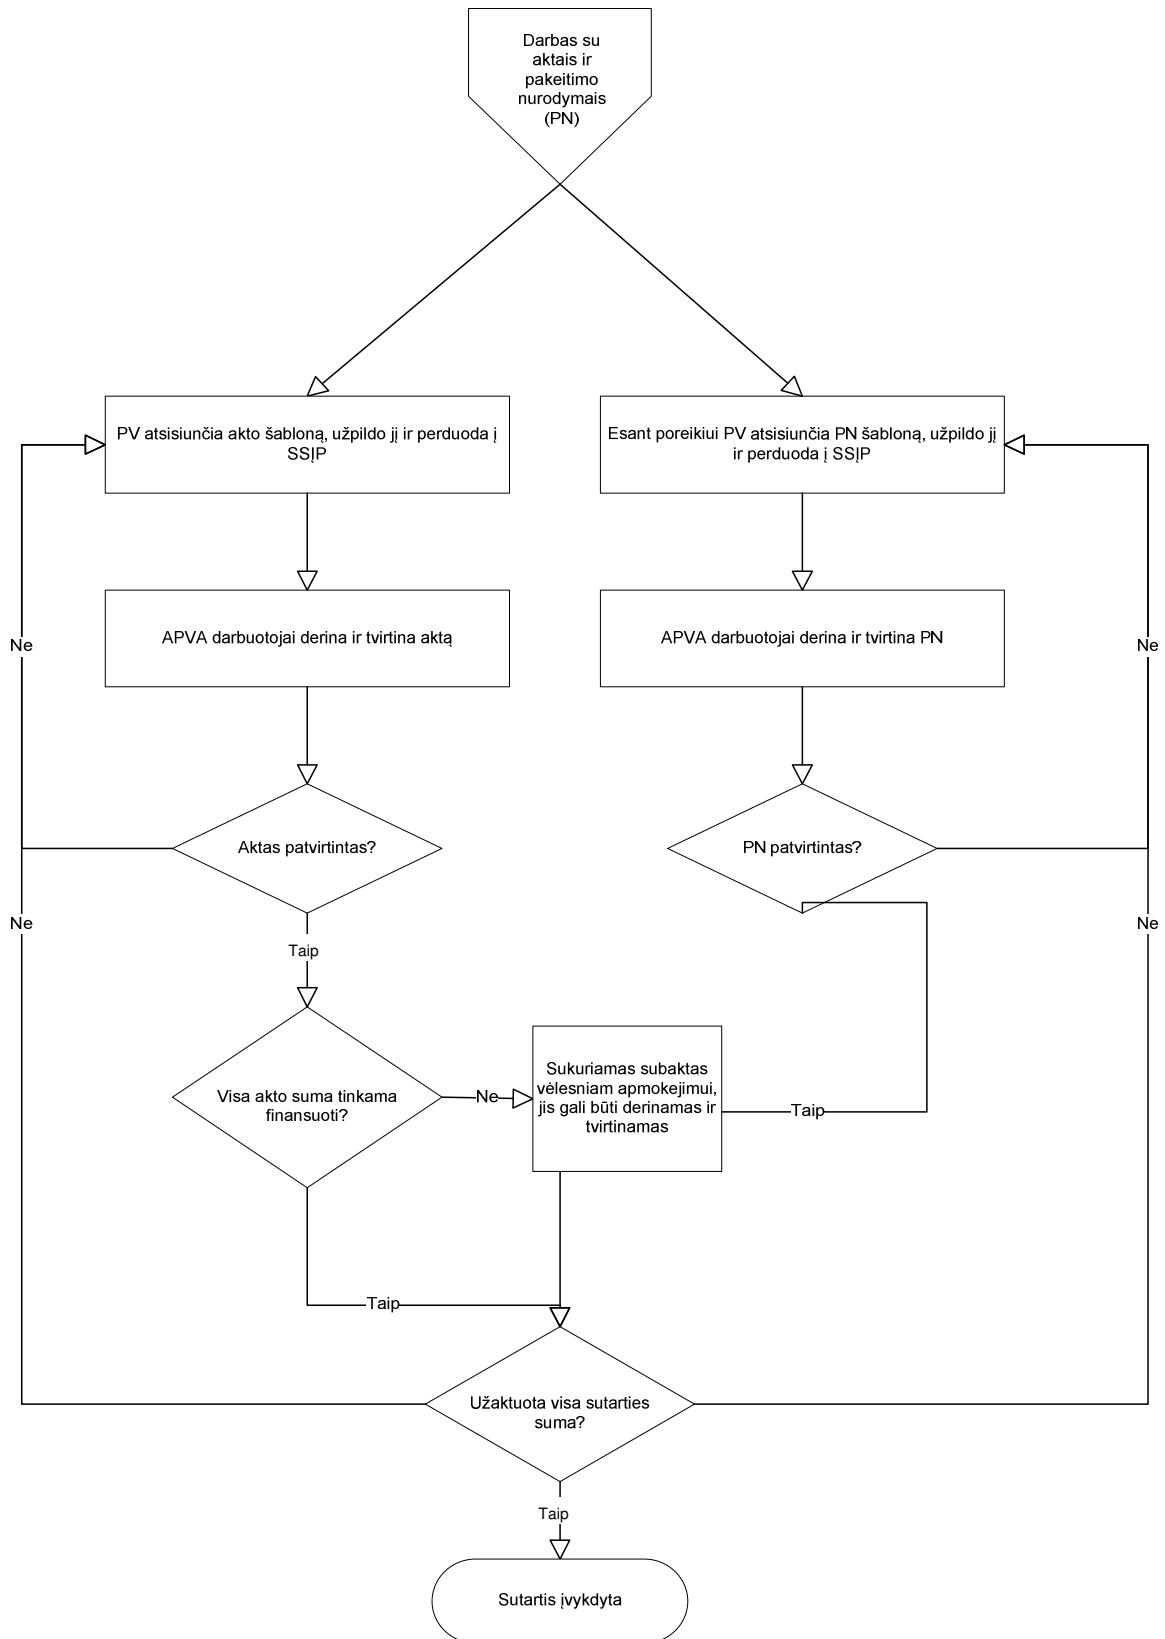 Darbas su
aktais ir
pakeitimo
nurodymais
(PN)
PV atsisiunčia akto šabloną, užpildo jį ir perduoda į
SSĮP
Esant poreikiui PV atsisiunčia PN šabloną, užpildo jį
ir perduoda į SSĮP
APVA darbuotojai derina ir tvirtina aktą
APVA darbuotojai derina ir tvirtina PN
Ne
Ne
Aktas patvirtintas?
PN patvirtintas?
Ne
Ne
Taip
Visa akto suma tinkama
finansuoti?
Ne
Sukuriamas subaktas
vėlesniam apmokejimui,
jis gali būti derinamas ir
tvirtinamas
Taip
Taip
Užaktuota visa sutarties
suma?
Taip
Sutartis įvykdyta